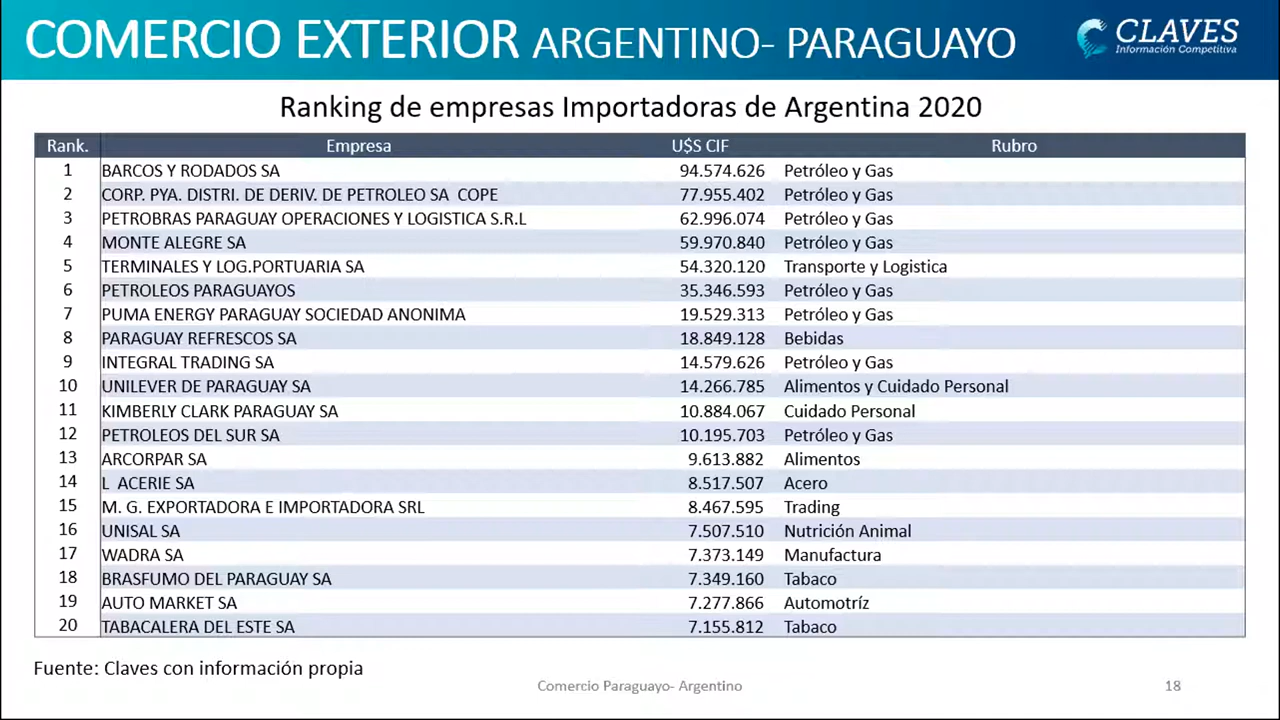 COMERCIO EXTERIOR ARGENTINO- PARAGUAYO
CLAVES
Información Competitiva
Ranking de empresas Importadoras de Argentina 2020
Rank. Empresa U$S CIF Rubro
1 BARCOS Y RODADOS SA 94.574.626 Petróleo y Gas
2 CORP. PYA. DISTRI. DE DERIV. DE PETROLEO SA COPE 77.955.402 Petróleo y Gas
3 PETROBRAS PARAGUAY OPERACIONES Y LOGISTICA S.R.L 62.996.074 Petróleo y Gas
4 MONTE ALEGRE SA 59.970.840 Petróleo y Gas
5 TERMINALES Y LOG.PORTUARIA SA 54.320.120 Transporte y Logistica
6 PETROLEOS PARAGUAYOS 35.346.593 Petróleo y Gas
7 PUMA ENERGY PARAGUAY SOCIEDAD ANONIMA 19.529.313 Petróleo y Gas
8 PARAGUAY REFRESCOS SA 18.849.128 Bebidas
9 INTEGRAL TRADING SA 14.579.626 Petróleo y Gas
10 UNILEVER DE PARAGUAY SA 14.266.785 Alimentos y Cuidado Personal
11 KIMBERLY CLARK PARAGUAY SA 10.884.067 Cuidado Personal
12 PETROLEOS DEL SUR SA 10.195.703 Petróleo y Gas
13 ARCORPAR SA 9.613.882 Alimentos
14 L ACERIE SA 8.517.507 Acero
15 M. G. EXPORTADORA E IMPORTADORA SRL 8.467.595 Trading
16 UNISAL SA 7.507.510 Nutrición Animal
17 WADRA SA 7.373.149 Manufactura
18 BRASFUMO DEL PARAGUAY SA 7.349.160 Tabaco
19 AUTO MARKET SA 7.277.866 Automotríz
20 TABACALERA DEL ESTE SA 7.155.812 Tabaco
Fuente: Claves con información propia
Comercio Paraguayo- Argentino 18